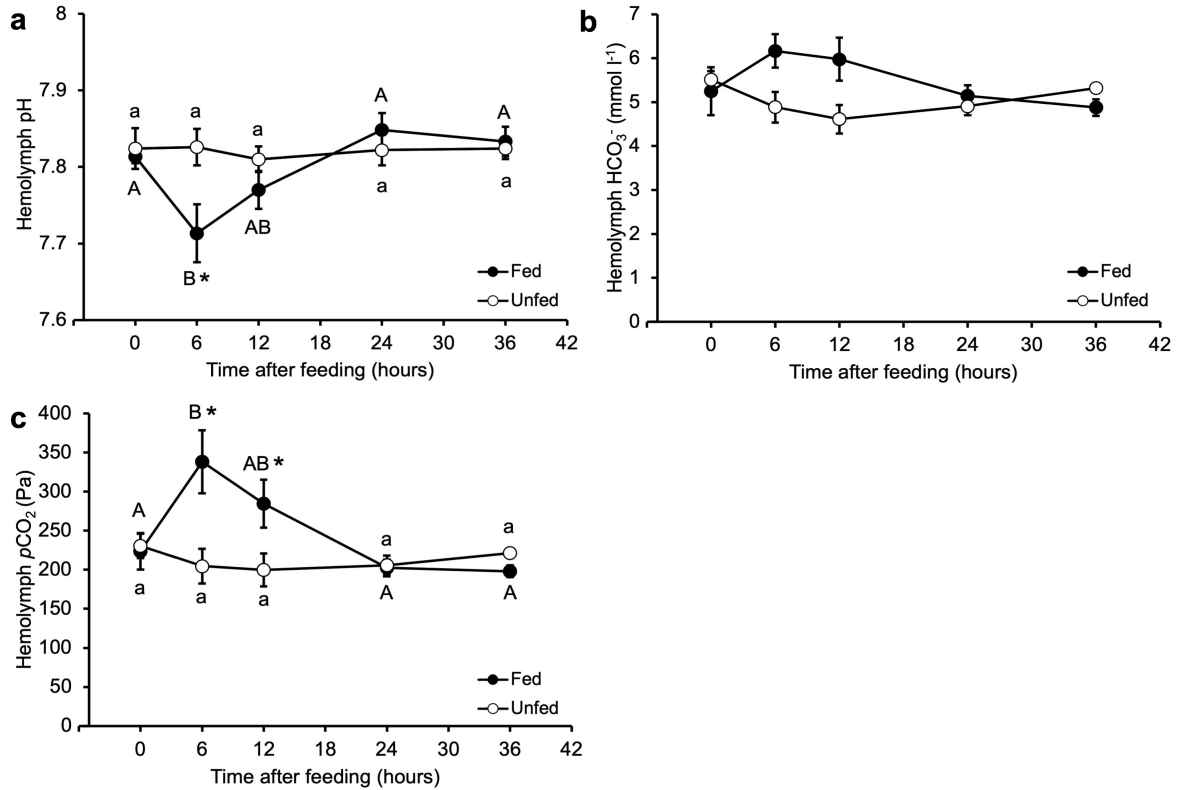 a
8
7.9
7.8
7.7
7.6
Hemolymph pH
a a a A A
A B* AB a a
Fed
Unfed
0 6 12 18 24 30 36 42
Time after feeding (hours)
b
7
6
5
4
3
2
1
0
Hemolymph HCO₃⁻ (mmol l⁻¹)
Fed
Unfed
0 6 12 18 24 30 36 42
Time after feeding (hours)
c
400
350
300
250
200
150
100
50
0
Hemolymph pCO₂ (Pa)
A B* AB* a a
a a a A A
Fed
Unfed
0 6 12 18 24 30 36 42
Time after feeding (hours)